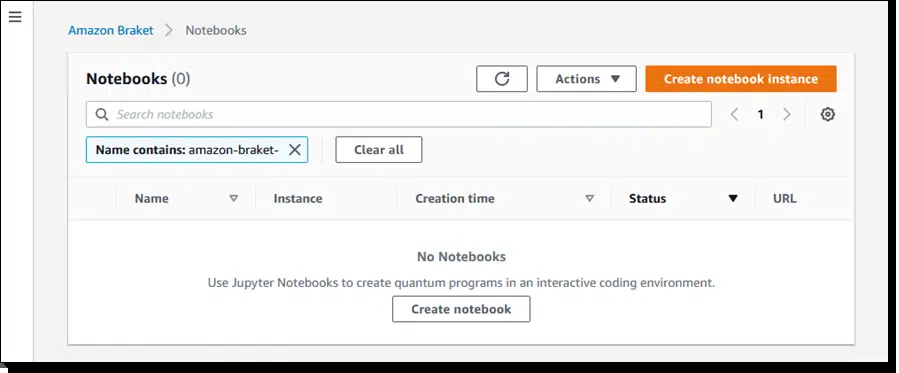 Amazon Braket > Notebooks
Notebooks (0)
Actions
Create notebook instance
Search notebooks
1
Name contains: amazon-braket-
Clear all
Name Instance Creation time Status URL
No Notebooks
Use Jupyter Notebooks to create quantum programs in an interactive coding environment.
Create notebook